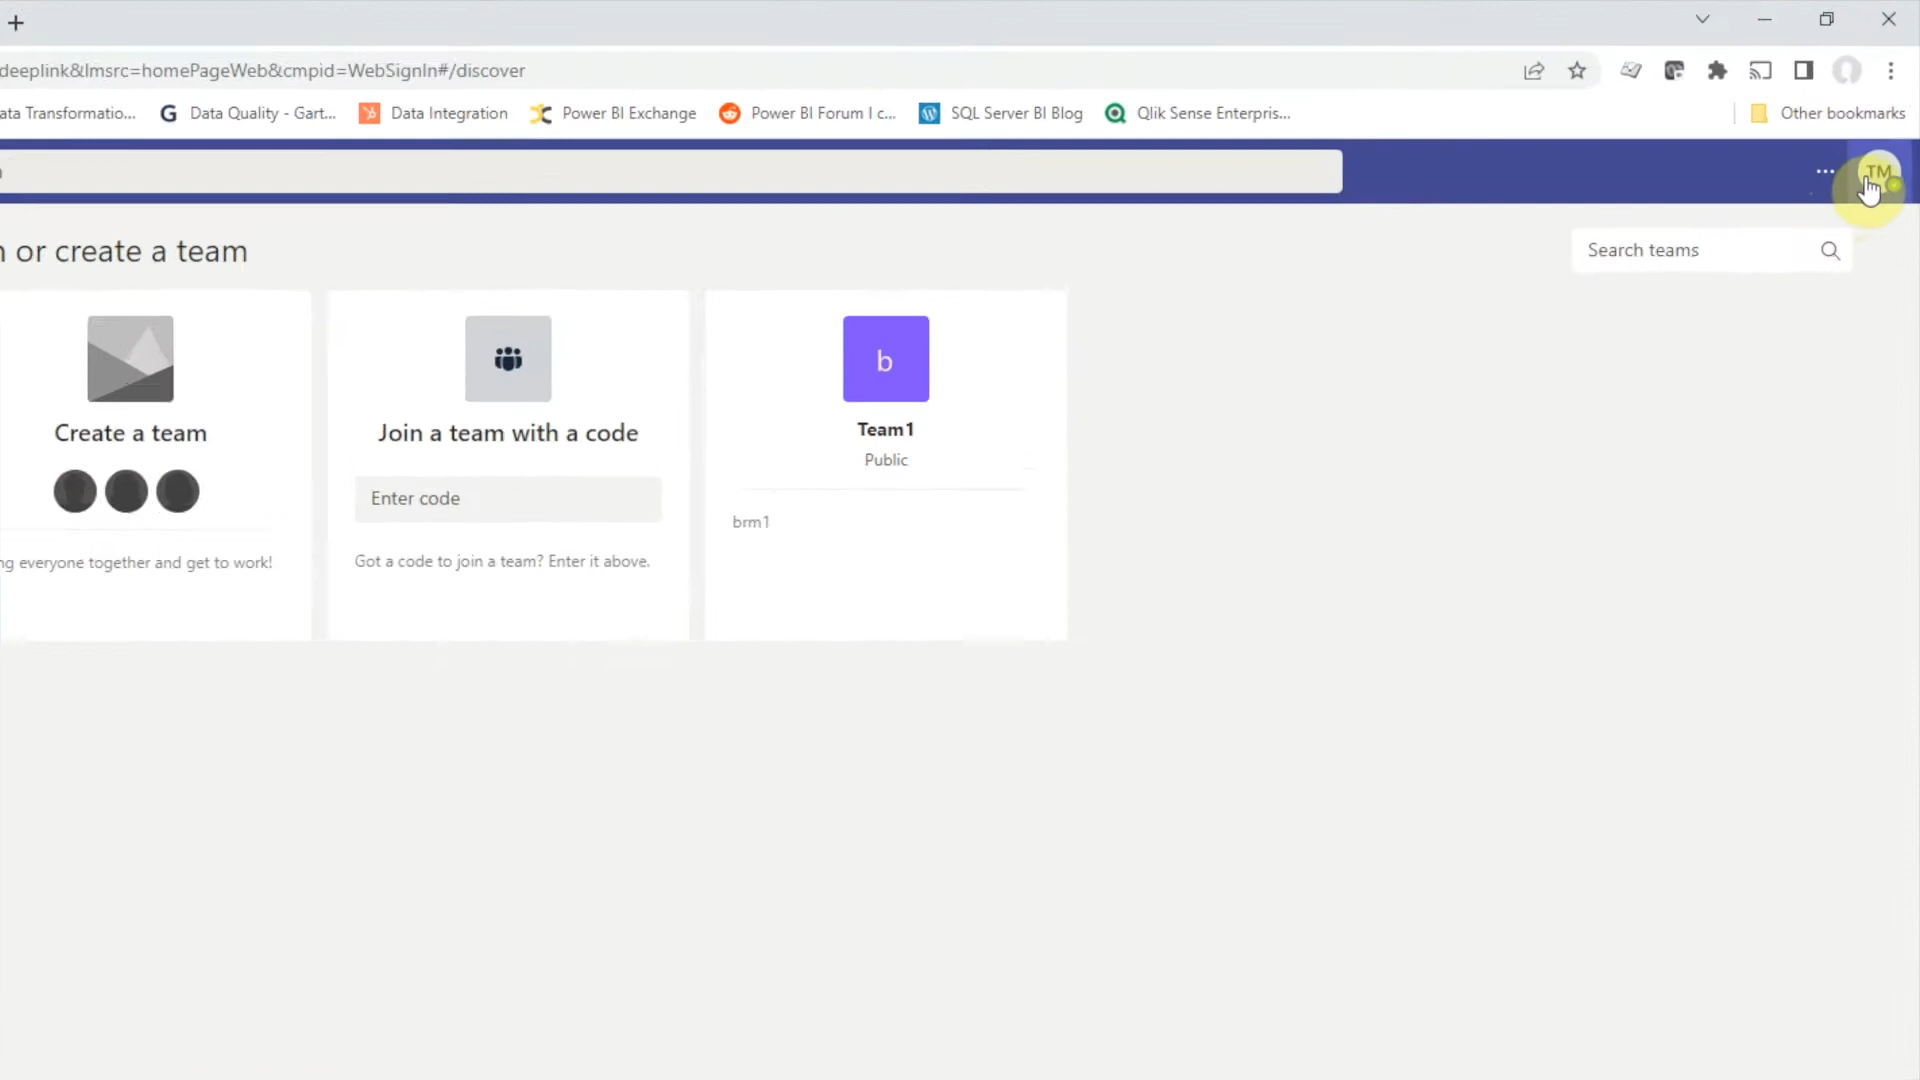 deeplink&lmsrc=homePageWeb&cmpid=WebSignIn#/discover
ata Transformatio... Data Quality - Gart... Data Integration Power BI Exchange Power BI Forum I c... SQL Server BI Blog Qlik Sense Enterpris... Other bookmarks
TM
n or create a team
Search teams
b
Create a team
Join a team with a code
Team1
Public
Enter code
brm1
ng everyone together and get to work!
Got a code to join a team? Enter it above.